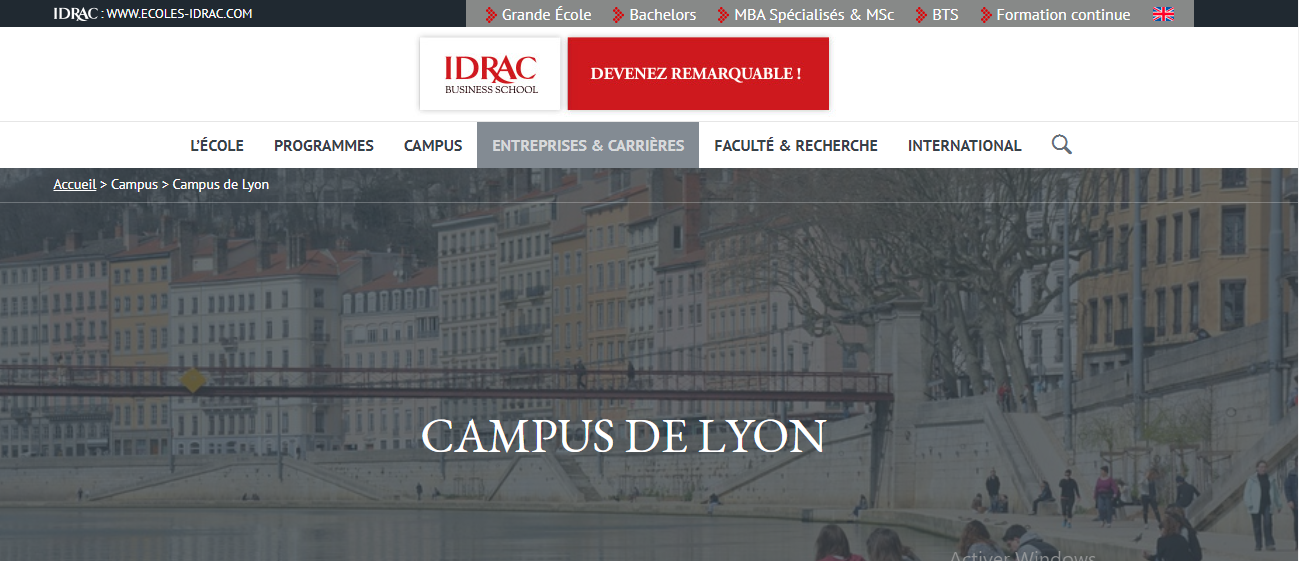 IDRAC : WWW.ECOLES-IDRAC.COM
Grande École Bachelors MBA Spécialisés & MSc BTS Formation continue
IDRAC
BUSINESS SCHOOL
DEVENEZ REMARQUABLE !
L'ÉCOLE PROGRAMMES CAMPUS ENTREPRISES & CARRIÈRES FACULTÉ & RECHERCHE INTERNATIONAL
Accueil > Campus > Campus de Lyon
CAMPUS DE LYON
Activer Windows